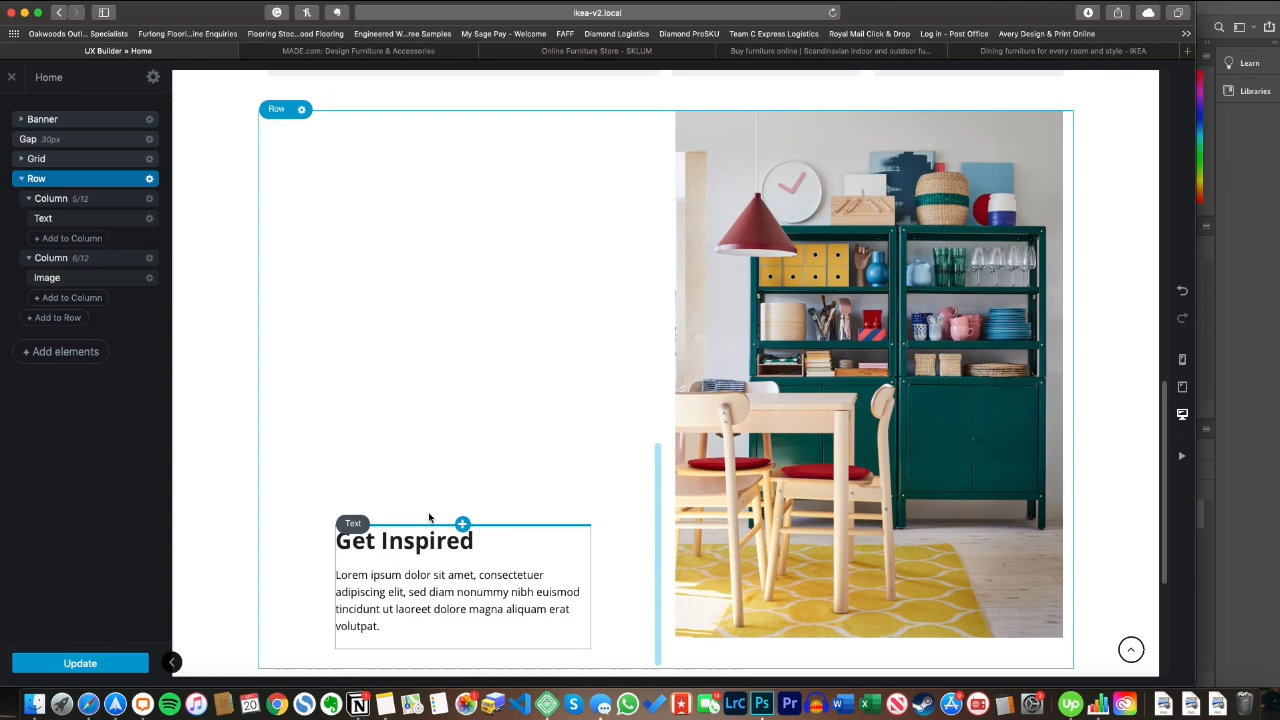 ikea-v2.local
Oakwoods Outl... Specialists
Furlong Floori...ine Enquiries
Flooring Stoc...ood Flooring
Engineered W...ree Samples
My Sage Pay - Welcome
FAFF
Diamond Logistics
Diamond ProSKU
Team C Express Logistics
Royal Mail Click & Drop
Log in - Post Office
Avery Design & Print Online
UX Builder » Home
MADE.com: Design Furniture & Accessories
Online Furniture Store - SKLUM
Buy furniture online | Scandinavian indoor and outdoor fu...
Dining furniture for every room and style - IKEA
Home
Learn
Libraries
Banner
Gap 30px
Grid
Row
Column 5/12
Text
+ Add to Column
Column 6/12
Image
+ Add to Column
+ Add to Row
+ Add elements
Update
Row
Text
Get Inspired
Lorem ipsum dolor sit amet, consectetuer
adipiscing elit, sed diam nonummy nibh euismod
tincidunt ut laoreet dolore magna aliquam erat
volutpat.
20
Lrc
Ps
Pr
Up